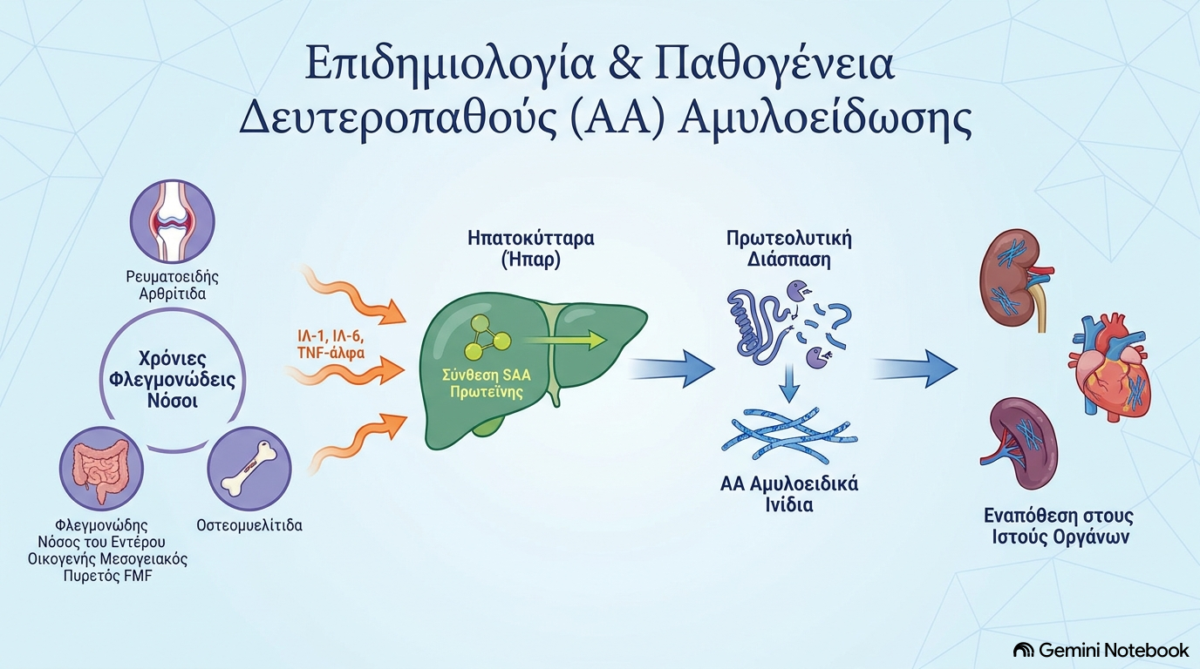 Επιδημιολογία & Παθογένεια
Δευτεροπαθούς (ΑΑ) Αμυλοείδωσης
Ρευματοειδής
Αρθρίτιδα
Χρόνιες
Φλεγμονώδεις
Νόσοι
Φλεγμονώδης
Νόσος του Εντέρου
Οικογενής Μεσογειακός
Πυρετός FMF
Οστεομυελίτιδα
ΙΛ-1, ΙΛ-6,
TNF-άλφα
Ηπατοκύτταρα
(Ήπαρ)
Σύνθεση SAA
Πρωτεΐνης
Πρωτεολυτική
Διάσπαση
ΑΑ Αμυλοειδικά
Ινίδια
Εναπόθεση στους
Ιστούς Οργάνων
Gemini Notebook